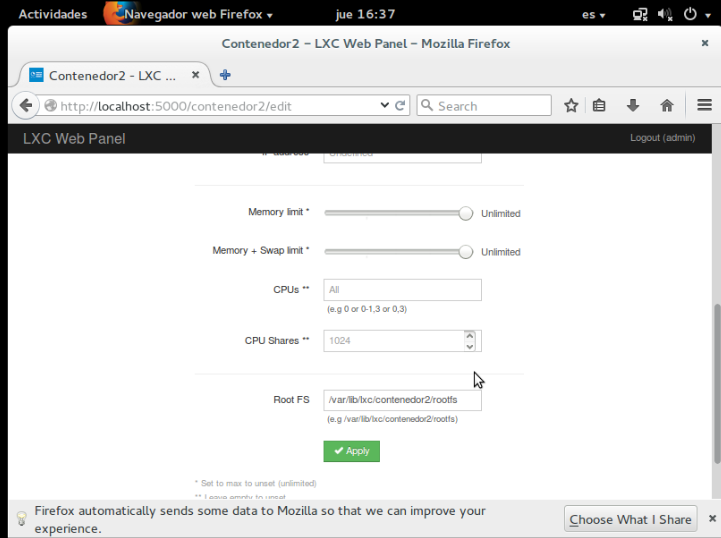 Actividades Navegador web Firefox jue 16:37 es
Contenedor2 - LXC Web Panel - Mozilla Firefox
Contenedor2 - LXC ...
http://localhost:5000/contenedor2/edit Search
LXC Web Panel Logout (admin)
IP address Undefined
Memory limit * Unlimited
Memory + Swap limit * Unlimited
CPUs ** All
(e.g 0 or 0-1,3 or 0,3)
CPU Shares ** 1024
Root FS /var/lib/lxc/contenedor2/rootfs
(e.g /var/lib/lxc/contenedor2/rootfs)
Apply
* Set to max to unset (unlimited)
** Leave empty to unset
Firefox automatically sends some data to Mozilla so that we can improve your
experience.
Choose What I Share